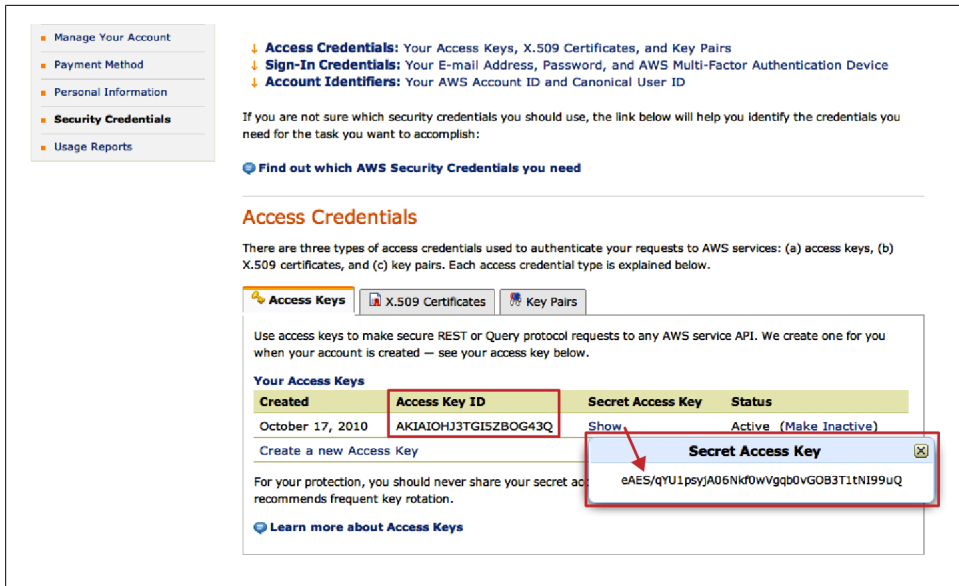 Manage Your Account
Payment Method
Personal Information
Security Credentials
Usage Reports
Access Credentials: Your Access Keys, X.509 Certificates, and Key Pairs
Sign-In Credentials: Your E-mail Address, Password, and AWS Multi-Factor Authentication Device
Account Identifiers: Your AWS Account ID and Canonical User ID
If you are not sure which security credentials you should use, the link below will help you identify the credentials you
need for the task you want to accomplish:
Find out which AWS Security Credentials you need
Access Credentials
There are three types of access credentials used to authenticate your requests to AWS services: (a) access keys, (b)
X.509 certificates, and (c) key pairs. Each access credential type is explained below.
Access Keys X.509 Certificates Key Pairs
Use access keys to make secure REST or Query protocol requests to any AWS service API. We create one for you
when your account is created — see your access key below.
Your Access Keys
Created Access Key ID Secret Access Key Status
October 17, 2010 AKIAIOHJ3TGI5ZBOG43Q Show Active (Make Inactive)
Create a new Access Key
Secret Access Key
eAES/qYU1psyjA06Nkf0wVgqb0vGOB3T1tNI99uQ
For your protection, you should never share your secret
recommends frequent key rotation.
Learn more about Access Keys